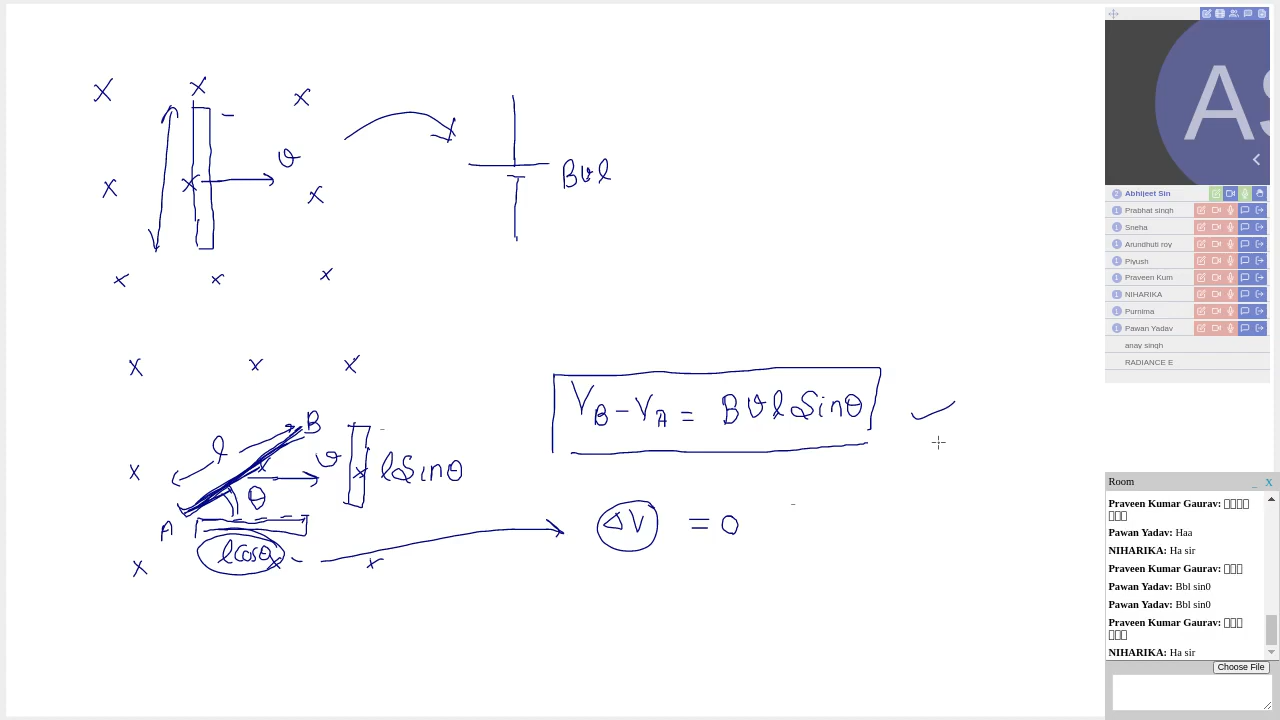 x x x
v
x x x
Bvl
x x x
x x x
V_B - V_A = Bvl Sinθ
l B
x x v x l Sinθ
θ
A
ΔV = 0
lcosθ
x x x
AS
Abhijeet Sin
Prabhat singh
Sneha
Arundhuti roy
Piyush
Praveen Kum
NIHARIKA
Purnima
Pawan Yadav
anay singh
RADIANCE E
Room _ X
Praveen Kumar Gaurav: ▯▯▯▯
▯▯▯
Pawan Yadav: Haa
NIHARIKA: Ha sir
Praveen Kumar Gaurav: ▯▯▯
Pawan Yadav: Bbl sin0
Pawan Yadav: Bbl sin0
Praveen Kumar Gaurav: ▯▯▯
▯▯▯
NIHARIKA: Ha sir
Choose File